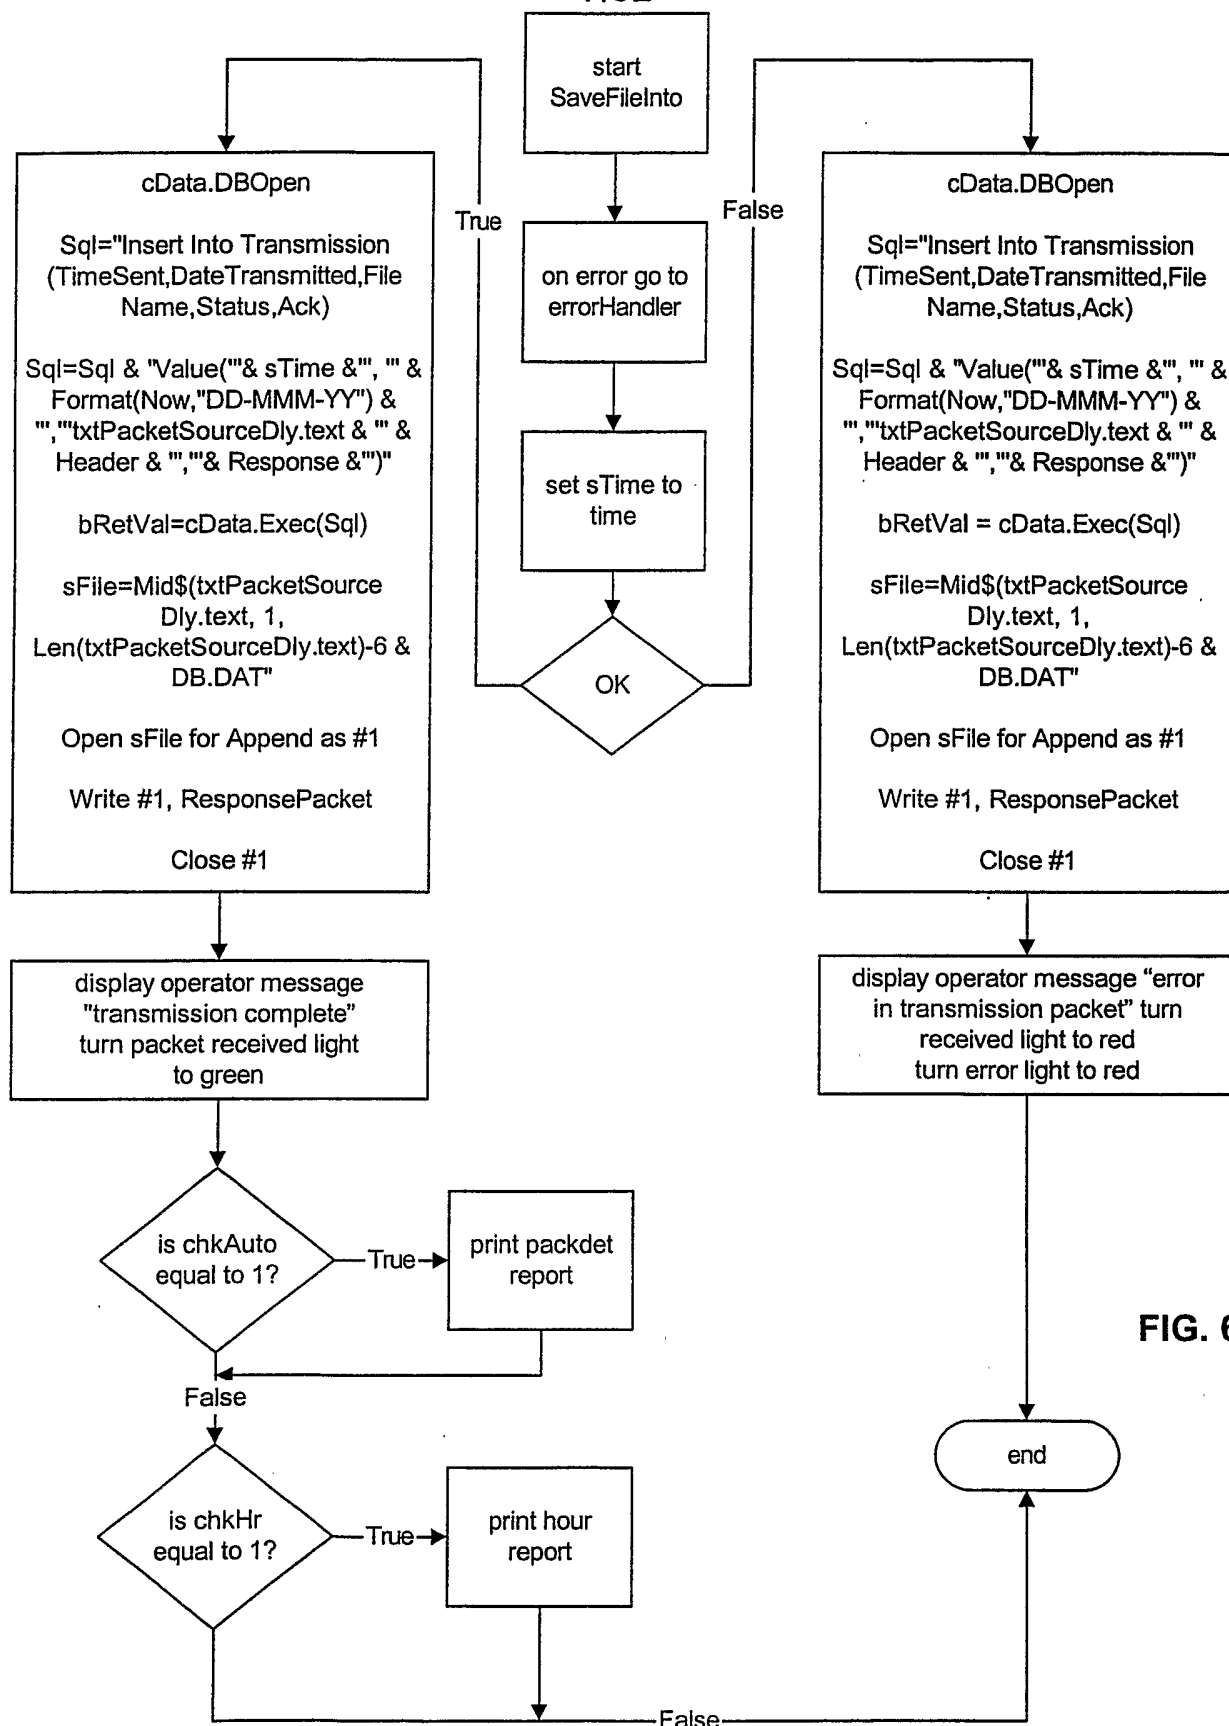 start
SaveFileInto
on error go to
errorHandler
set sTime to
time
OK
True
False
cData.DBOpen
Sql="Insert Into Transmission
(TimeSent,DateTransmitted,File
Name,Status,Ack)
Sql=Sql & "Value("'& sTime &"', "' &
Format(Now,"DD-MMM-YY") &
"',"'txtPacketSourceDly.text & "' &
Header & "',"'& Response &"')"
bRetVal=cData.Exec(Sql)
sFile=Mid$(txtPacketSource
Dly.text, 1,
Len(txtPacketSourceDly.text)-6 &
DB.DAT"
Open sFile for Append as #1
Write #1, ResponsePacket
Close #1
cData.DBOpen
Sql="Insert Into Transmission
(TimeSent,DateTransmitted,File
Name,Status,Ack)
Sql=Sql & "Value("'& sTime &"', "' &
Format(Now,"DD-MMM-YY") &
"',"'txtPacketSourceDly.text & "' &
Header & "',"'& Response &"')"
bRetVal = cData.Exec(Sql)
sFile=Mid$(txtPacketSource
Dly.text, 1,
Len(txtPacketSourceDly.text)-6 &
DB.DAT"
Open sFile for Append as #1
Write #1, ResponsePacket
Close #1
display operator message
"transmission complete"
turn packet received light
to green
display operator message "error
in transmission packet" turn
received light to red
turn error light to red
is chkAuto
equal to 1?
True
print packdet
report
False
FIG. 6
is chkHr
equal to 1?
True
print hour
report
end
False